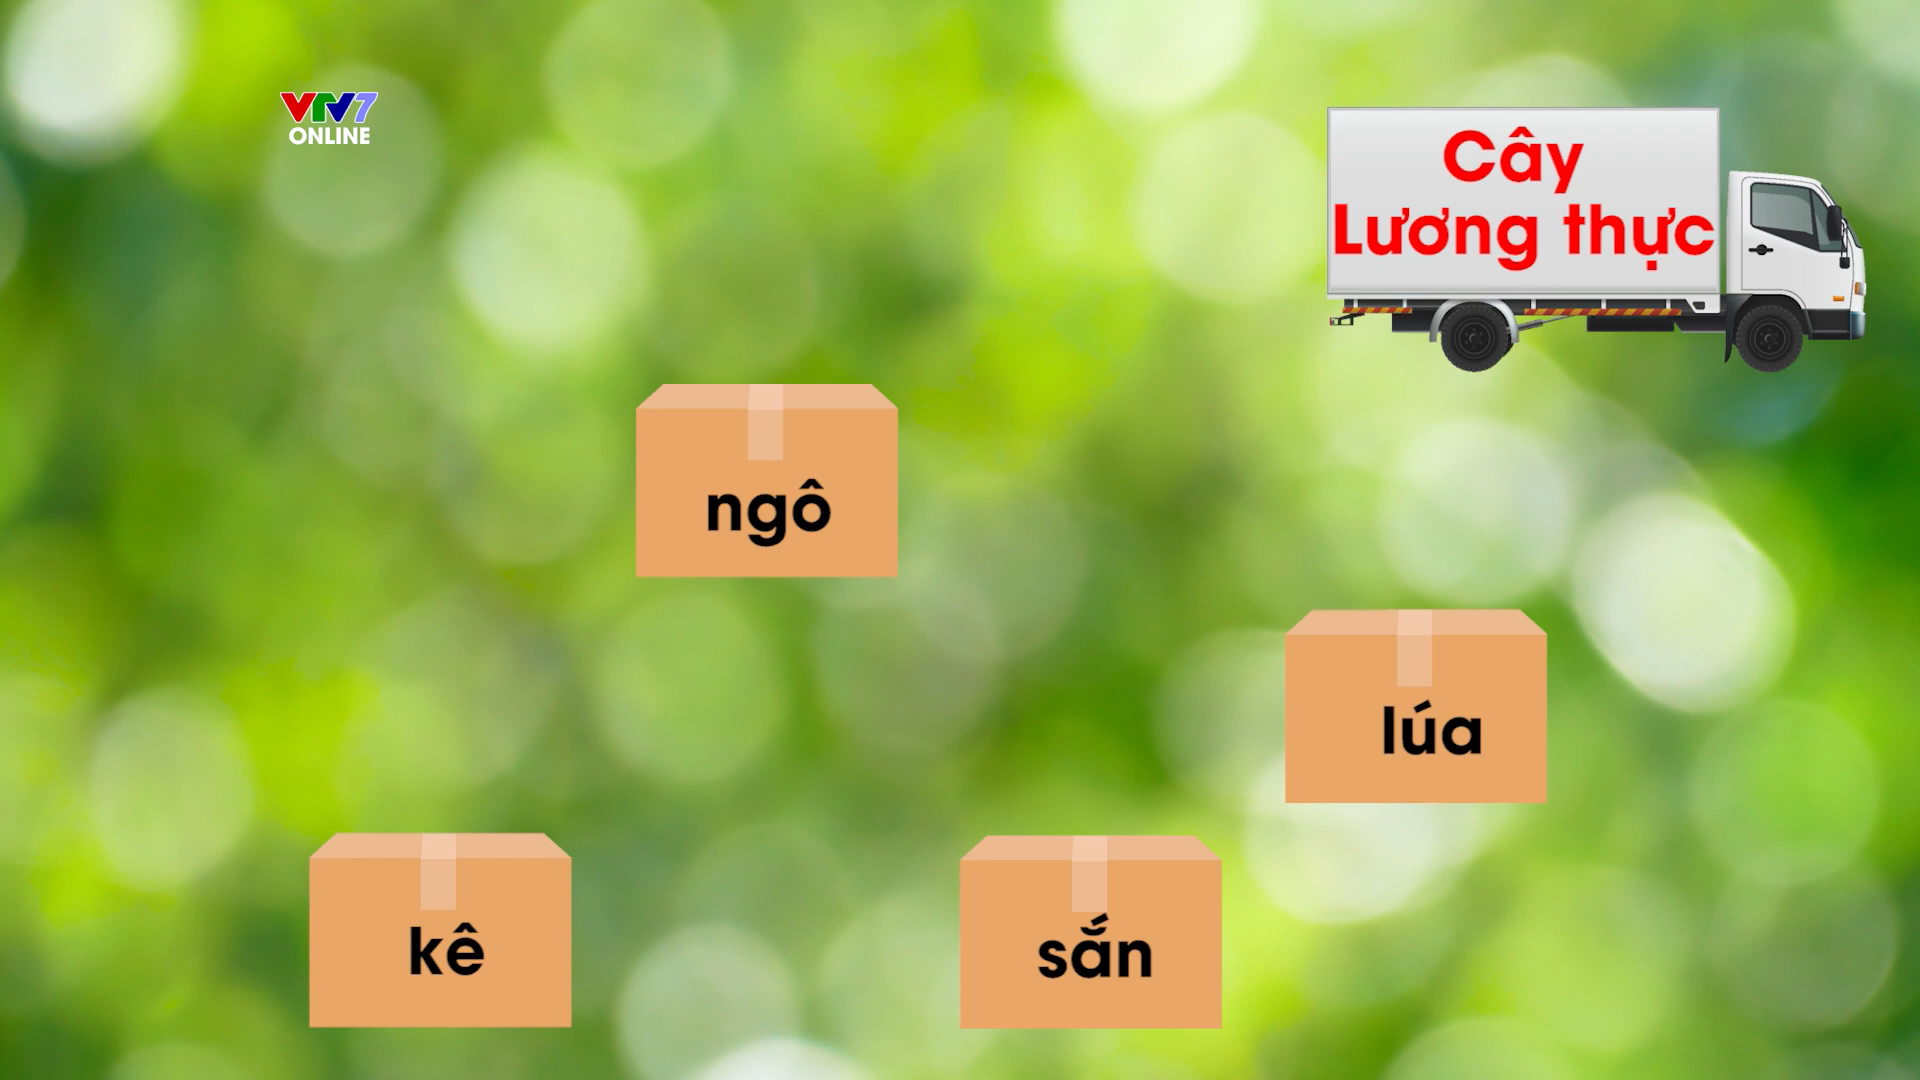 VTV7
ONLINE
Cây
Lương thực
ngô
lúa
kê
sắn